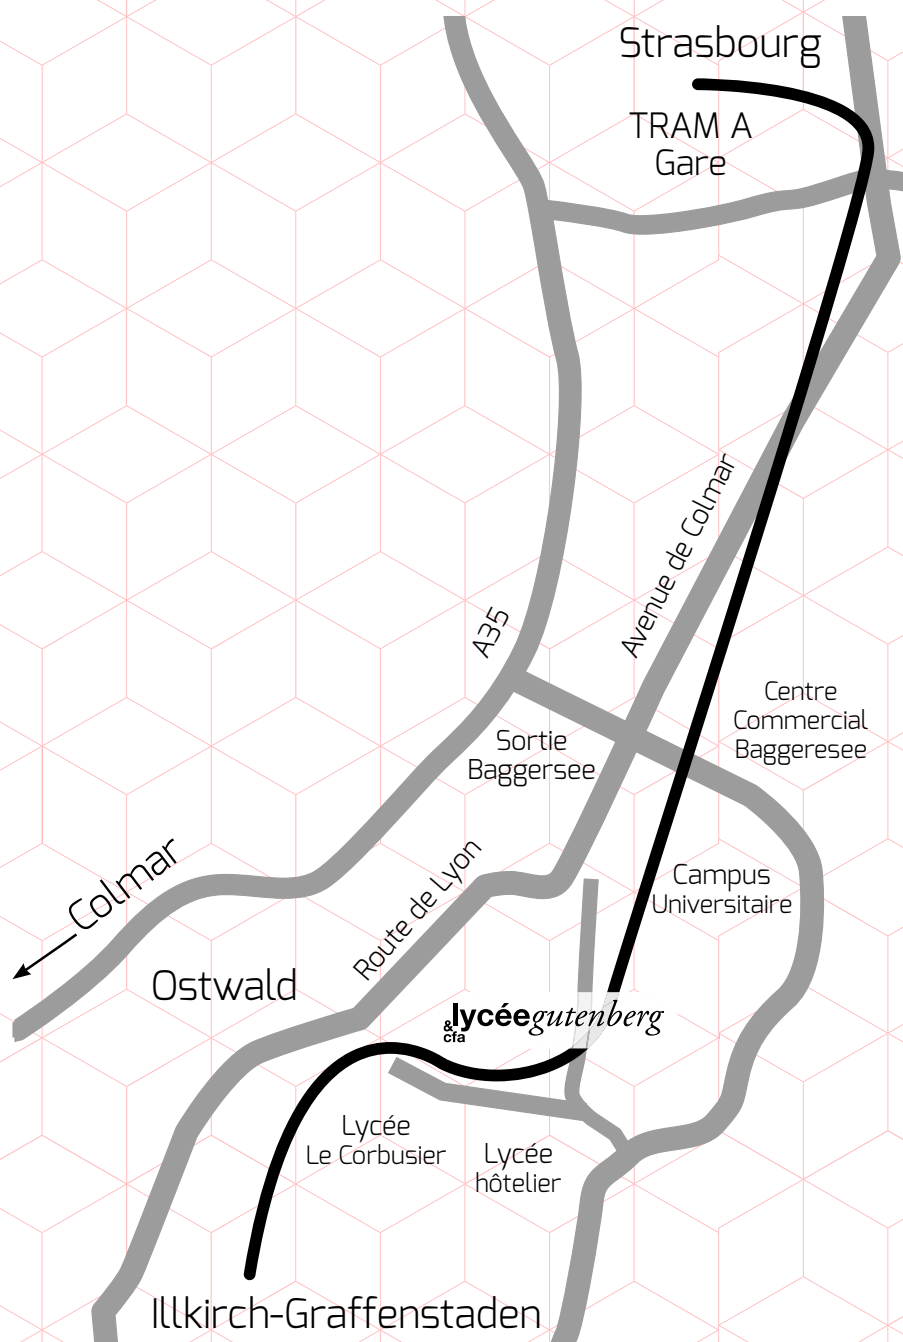 Strasbourg
TRAM A
Gare
Avenue de Colmar
A35
Centre
Commercial
Baggeresee
Sortie
Baggersee
Colmar
Route de Lyon
Campus
Universitaire
Ostwald
lycéegutenberg
&
cfa
Lycée
Le Corbusier
Lycée
hôtelier
Illkirch-Graffenstaden